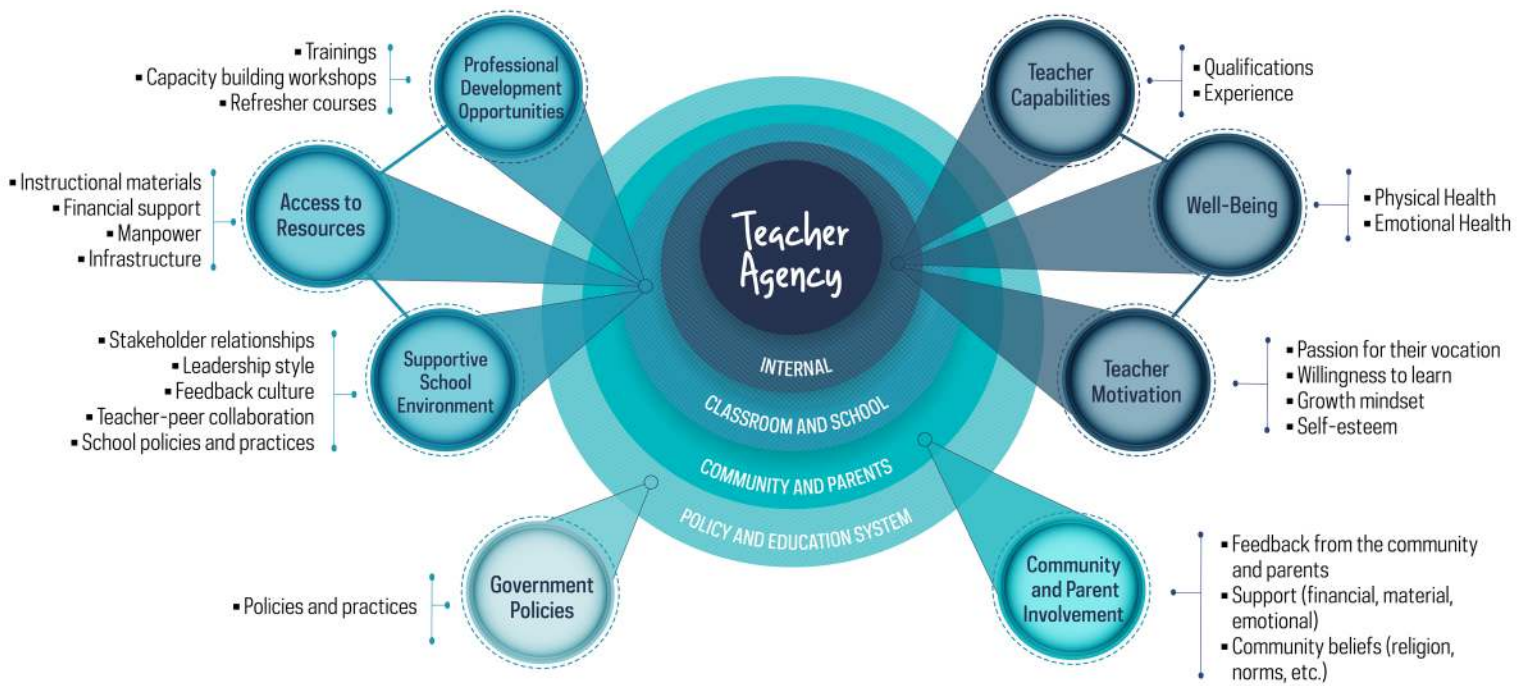 ▪ Trainings
▪ Capacity building workshops
▪ Refresher courses
Professional
Development
Opportunities
▪ Instructional materials
▪ Financial support
▪ Manpower
▪ Infrastructure
Access to
Resources
▪ Stakeholder relationships
▪ Leadership style
▪ Feedback culture
▪ Teacher-peer collaboration
▪ School policies and practices
Supportive
School
Environment
▪ Policies and practices
Government
Policies
Teacher
Agency
INTERNAL
CLASSROOM AND SCHOOL
COMMUNITY AND PARENTS
POLICY AND EDUCATION SYSTEM
Teacher
Capabilities
▪ Qualifications
▪ Experience
Well-Being
▪ Physical Health
▪ Emotional Health
Teacher
Motivation
▪ Passion for their vocation
▪ Willingness to learn
▪ Growth mindset
▪ Self-esteem
Community
and Parent
Involvement
▪ Feedback from the community
and parents
▪ Support (financial, material,
emotional)
▪ Community beliefs (religion,
norms, etc.)